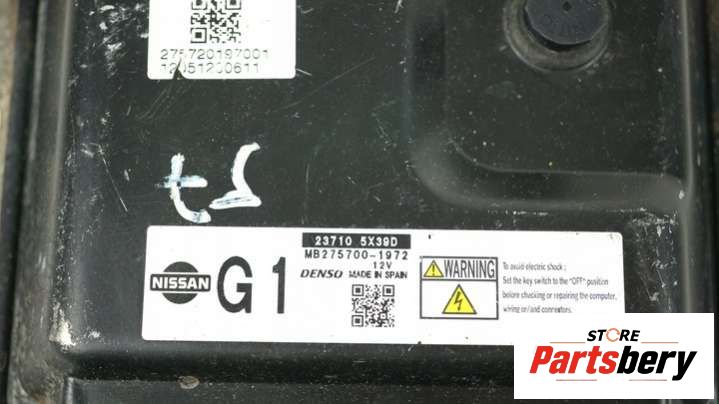 275720197001
12051200611
23710 5X39D
MB275700-1972
12V
DENSO MADE IN SPAIN
NISSAN
G1
WARNING
To avoid electric shock ;
Set the key switch to the "OFF" position
before checking or repairing the computer,
wiring or/and connectors.
STORE
Partsbery